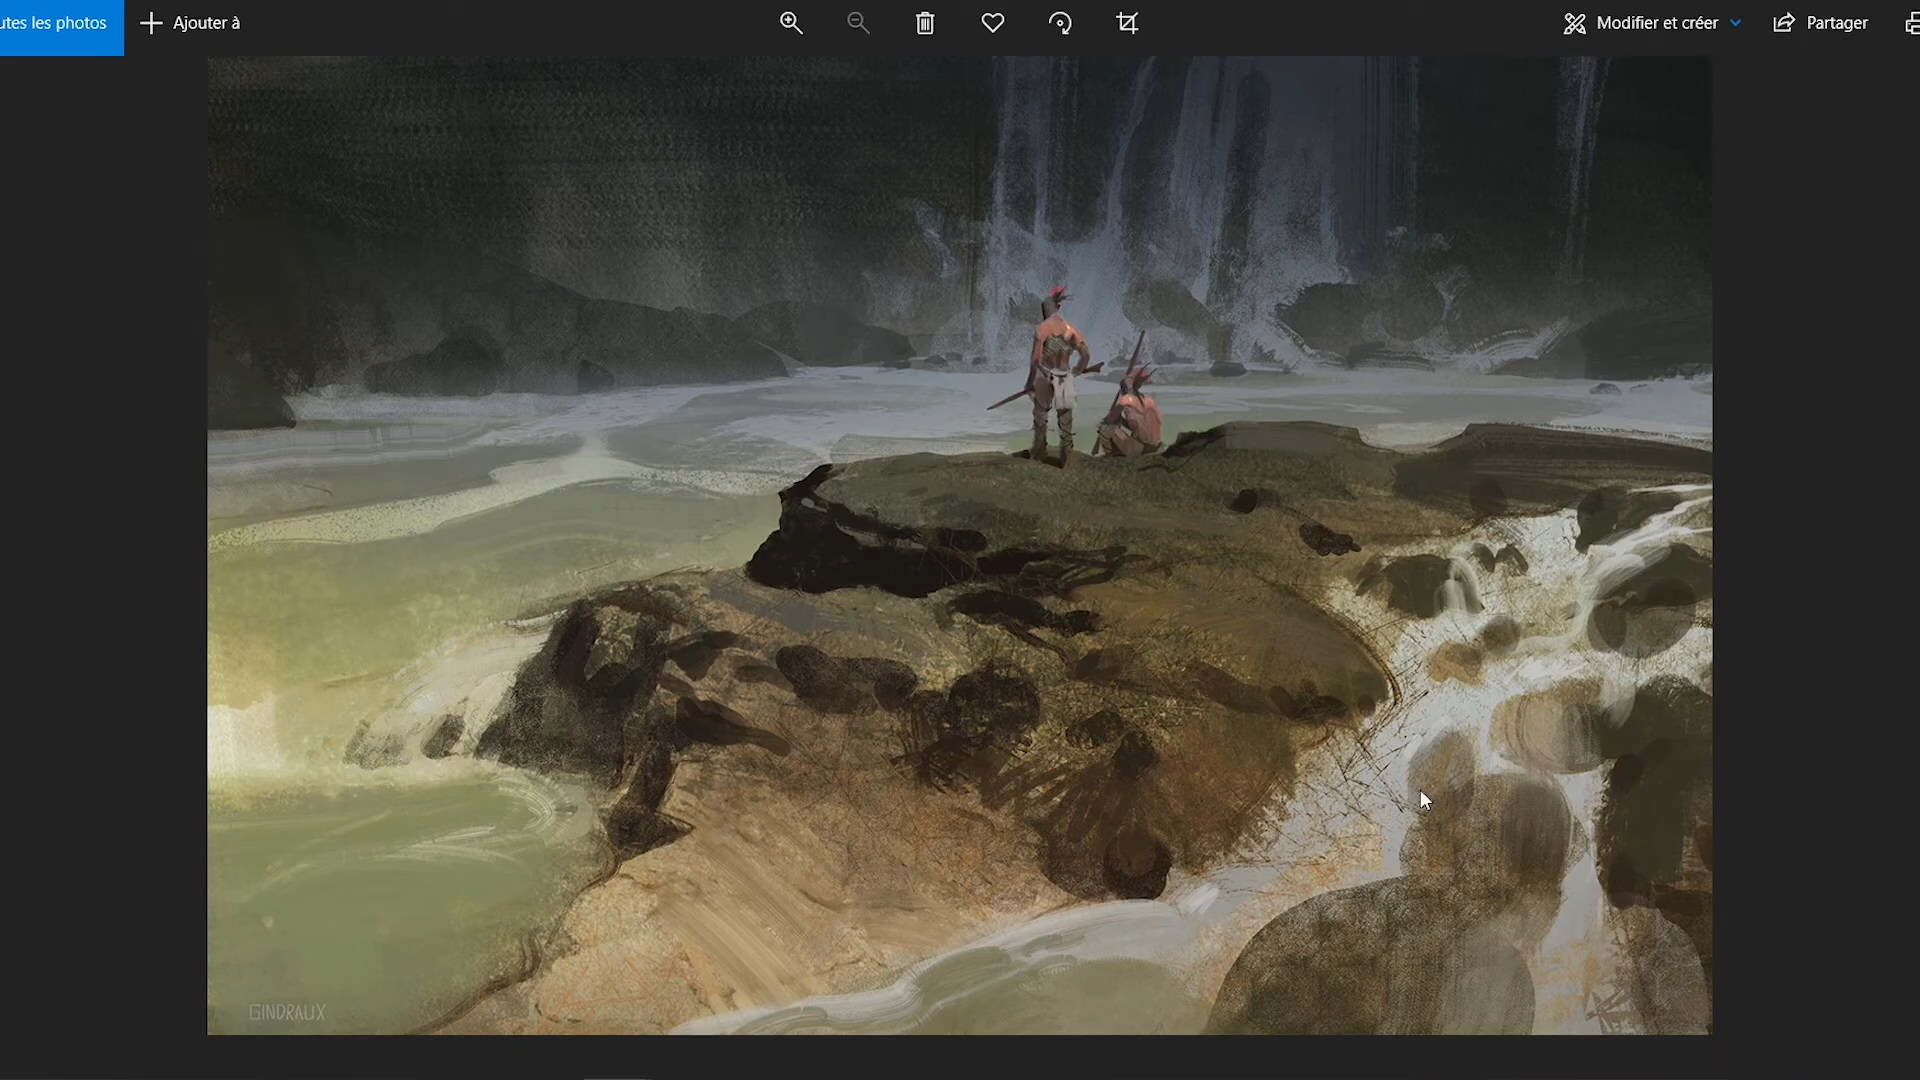 utes les photos
Ajouter à
Modifier et créer
Partager
GINDRAUX